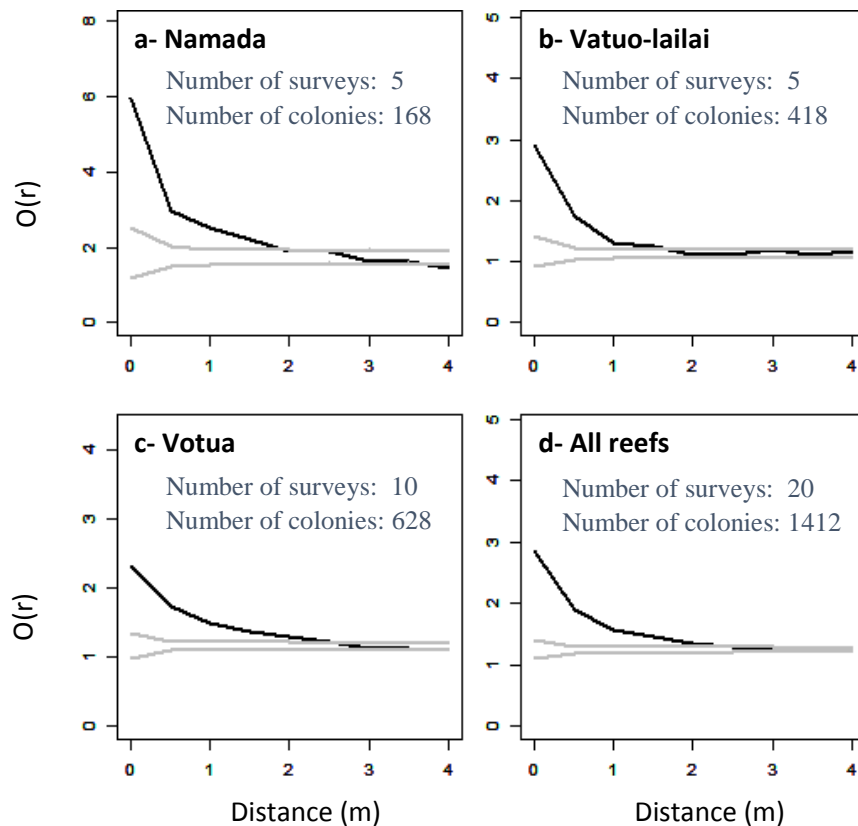 a- Namada
Number of surveys: 5
Number of colonies: 168
O(r)
8
6
4
2
0
0 1 2 3 4
b- Vatuo-lailai
Number of surveys: 5
Number of colonies: 418
5
4
3
2
1
0
0 1 2 3 4
c- Votua
Number of surveys: 10
Number of colonies: 628
O(r)
4
3
2
1
0
0 1 2 3 4
Distance (m)
d- All reefs
Number of surveys: 20
Number of colonies: 1412
5
4
3
2
1
0
0 1 2 3 4
Distance (m)